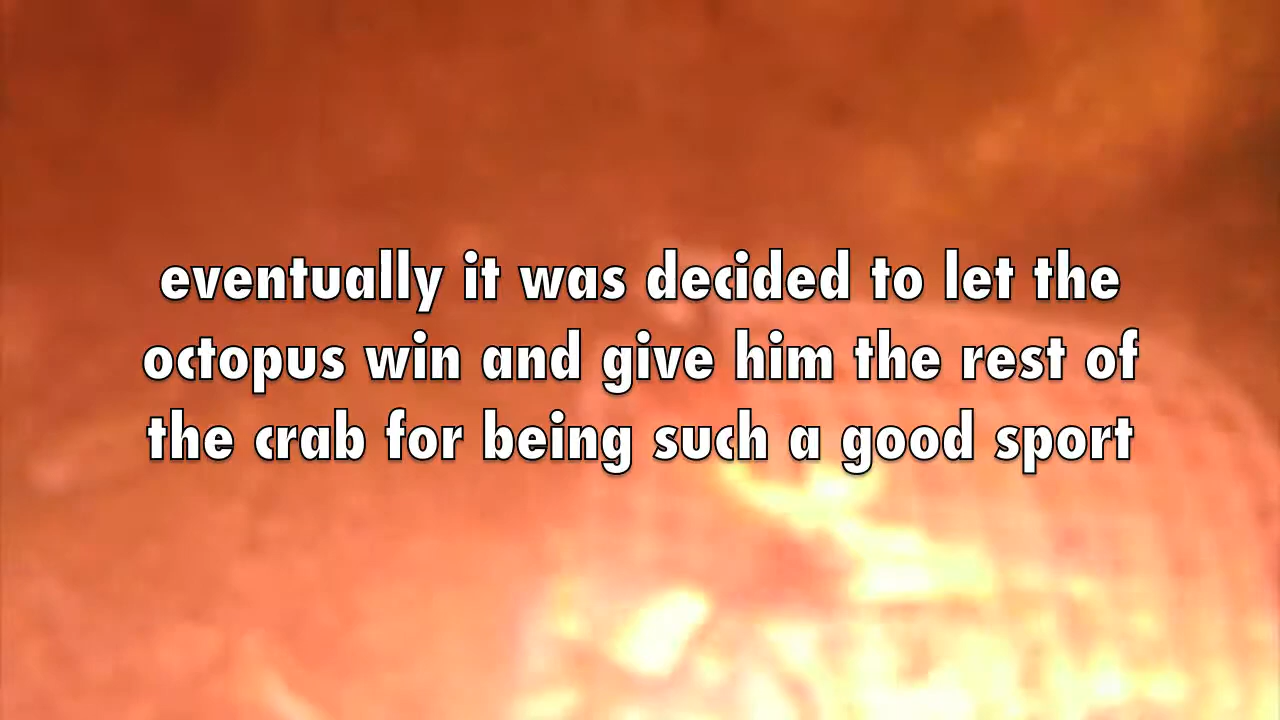 eventually it was decided to let the
octopus win and give him the rest of
the crab for being such a good sport